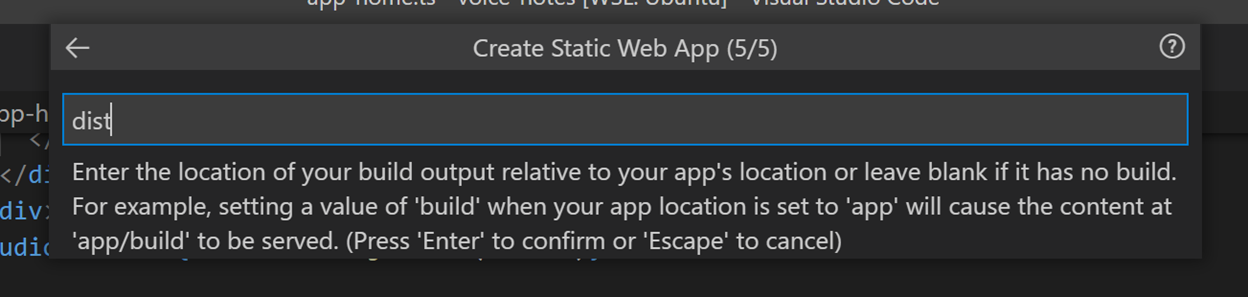 app-home.ts - voice-notes [WSL: Ubuntu] - Visual Studio Code
Create Static Web App (5/5)
dist
pp-h
Enter the location of your build output relative to your app's location or leave blank if it has no build.
</di
For example, setting a value of 'build' when your app location is set to 'app' will cause the content at
div>
'app/build' to be served. (Press 'Enter' to confirm or 'Escape' to cancel)
udio